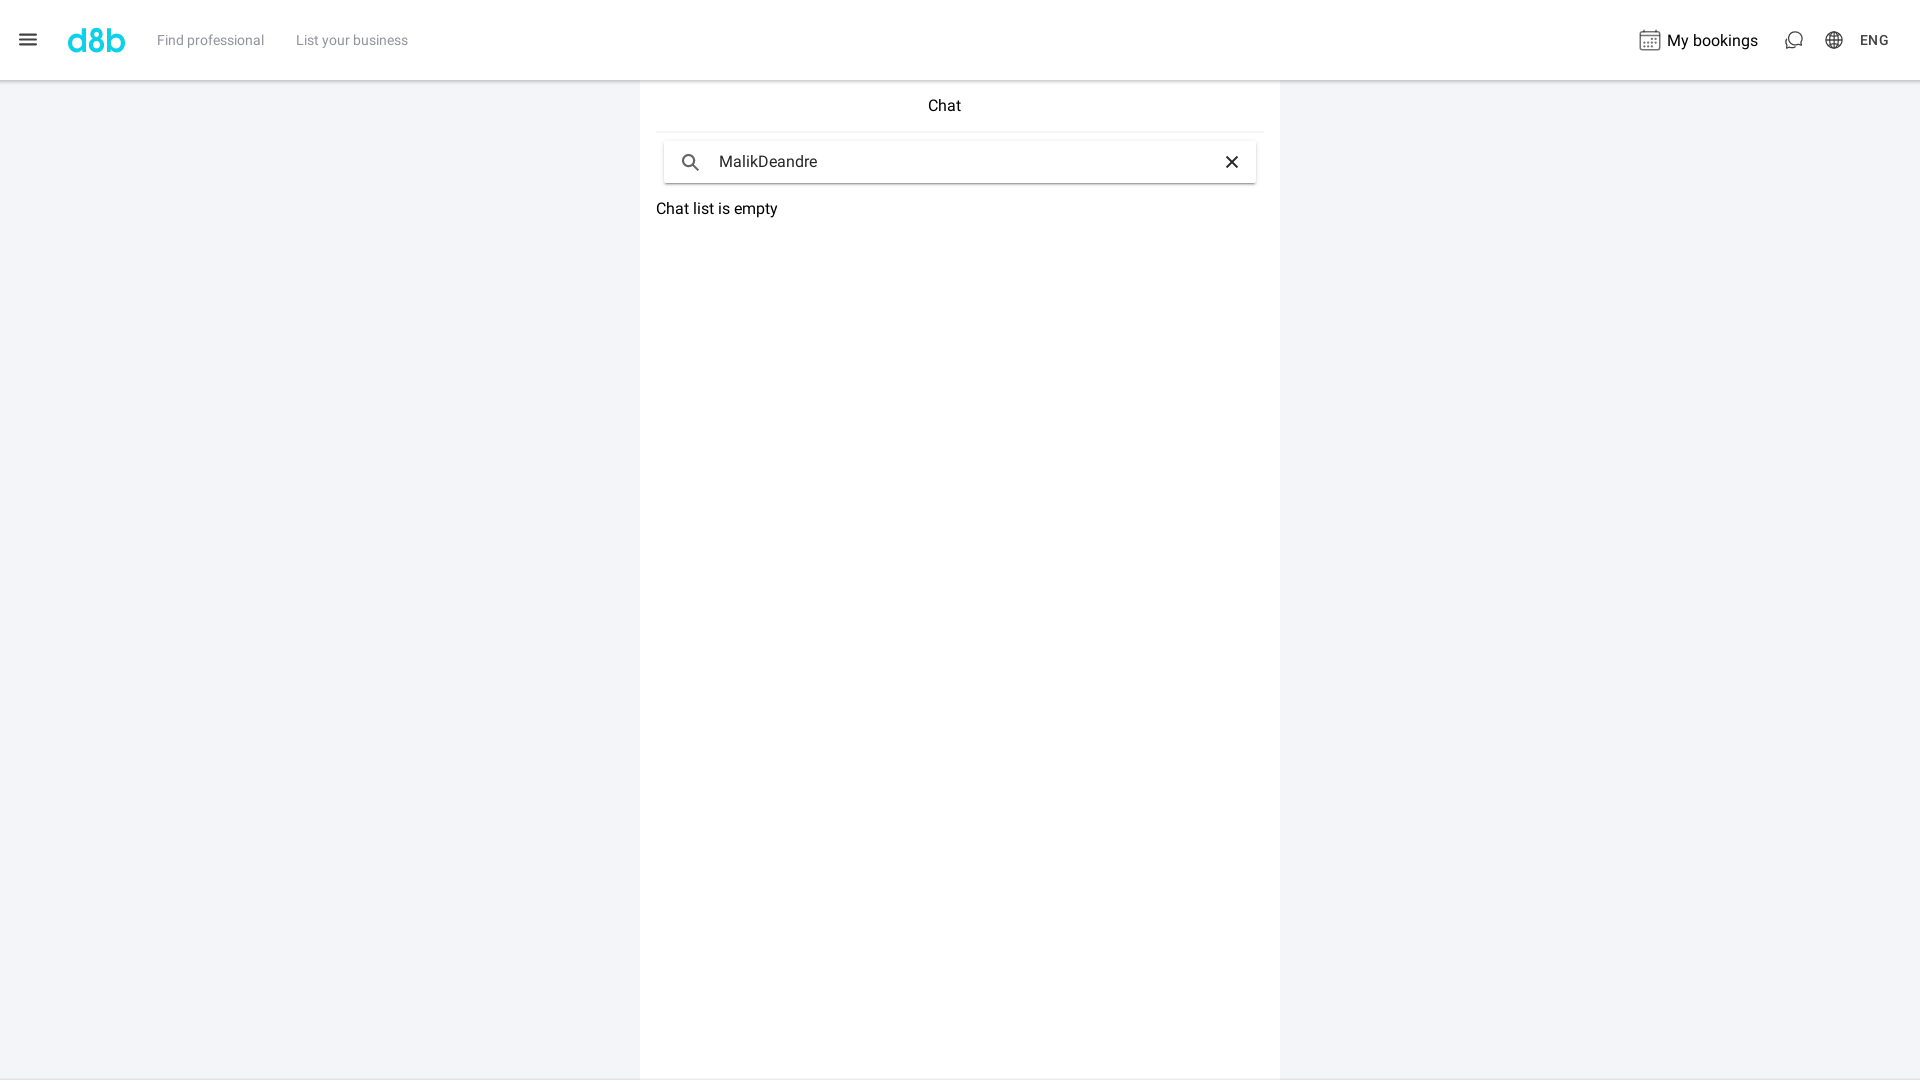 d8b
Find professional
List your business
My bookings
ENG
Chat
MalikDeandre
Chat list is empty